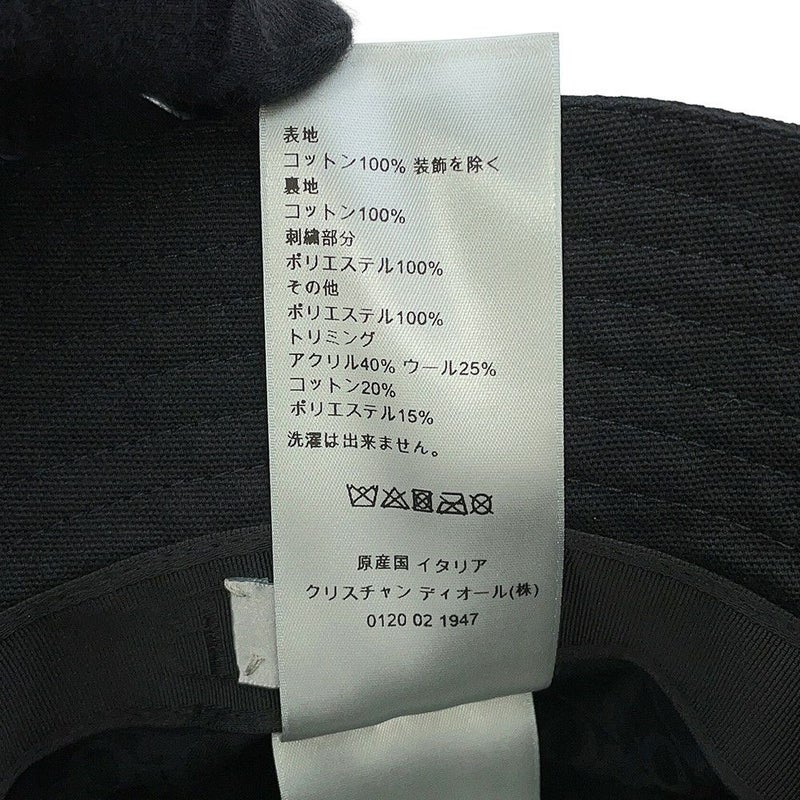 表地
コットン100% 装飾を除く
裏地
コットン100%
刺繍部分
ポリエステル100%
その他
ポリエステル100%
トリミング
アクリル40% ウール25%
コットン20%
ポリエステル15%
洗濯は出来ません。
原産国 イタリア
クリスチャン ディオール(株)
0120 02 1947